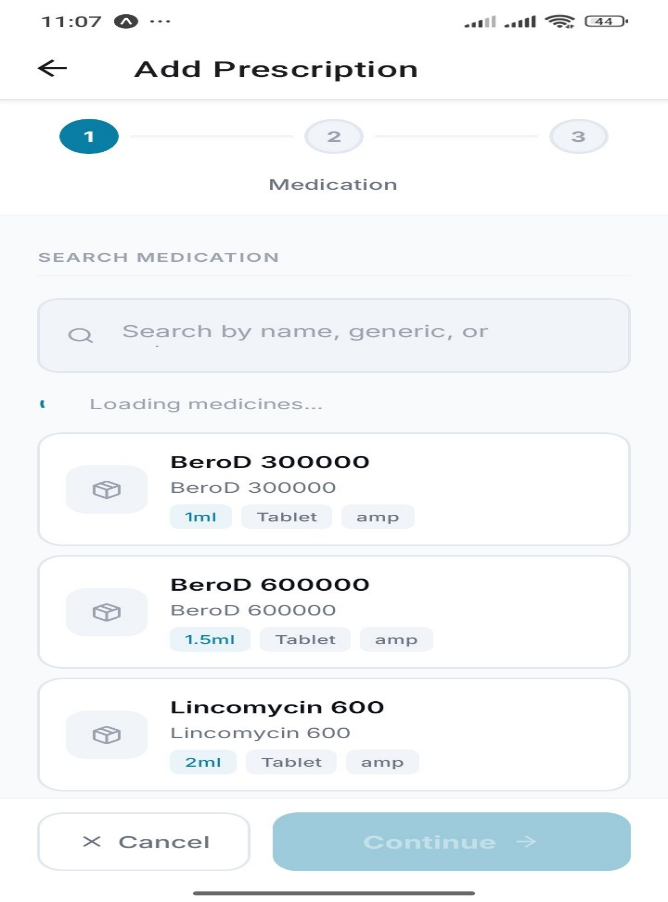 11:07
44
Add Prescription
1
2
3
Medication
SEARCH MEDICATION
Search by name, generic, or
Loading medicines...
BeroD 300000
BeroD 300000
1ml Tablet amp
BeroD 600000
BeroD 600000
1.5ml Tablet amp
Lincomycin 600
Lincomycin 600
2ml Tablet amp
Cancel
Continue